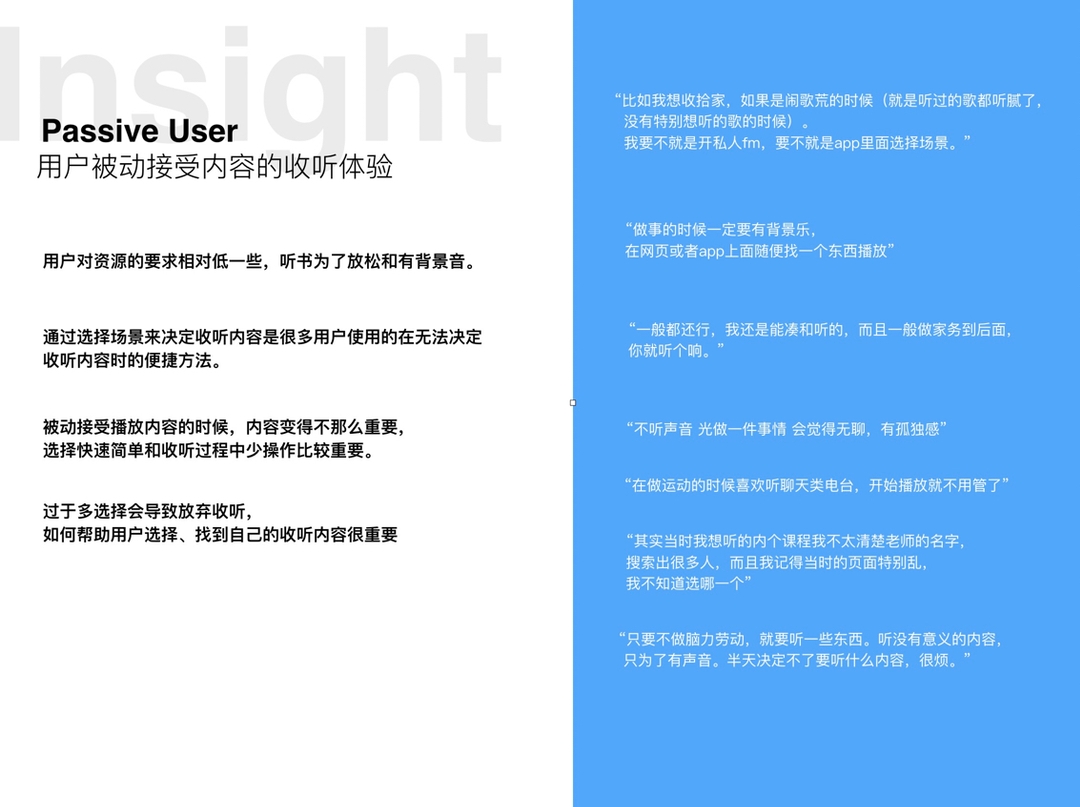 Insight
Passive User
用户被动接受内容的收听体验
用户对资源的要求相对低一些，听书为了放松和有背景音。
通过选择场景来决定收听内容是很多用户使用的在无法决定
收听内容时的便捷方法。
被动接受播放内容的时候，内容变得不那么重要，
选择快速简单和收听过程中少操作比较重要。
过于多选择会导致放弃收听，
如何帮助用户选择、找到自己的收听内容很重要
“比如我想收拾家，如果是闹歌荒的时候（就是听过的歌都听腻了，
没有特别想听的歌的时候）。
我要不就是开私人fm，要不就是app里面选择场景。”
“做事的时候一定要有背景乐，
在网页或者app上面随便找一个东西播放”
“一般都还行，我还是能凑和听的，而且一般做家务到后面，
你就听个响。”
“不听声音 光做一件事情 会觉得无聊，有孤独感”
“在做运动的时候喜欢听聊天类电台，开始播放就不用管了”
“其实当时我想听的内个课程我不太清楚老师的名字，
搜索出很多人，而且我记得当时的页面特别乱，
我不知道选哪一个”
“只要不做脑力劳动，就要听一些东西。听没有意义的内容，
只为了有声音。半天决定不了要听什么内容，很烦。”